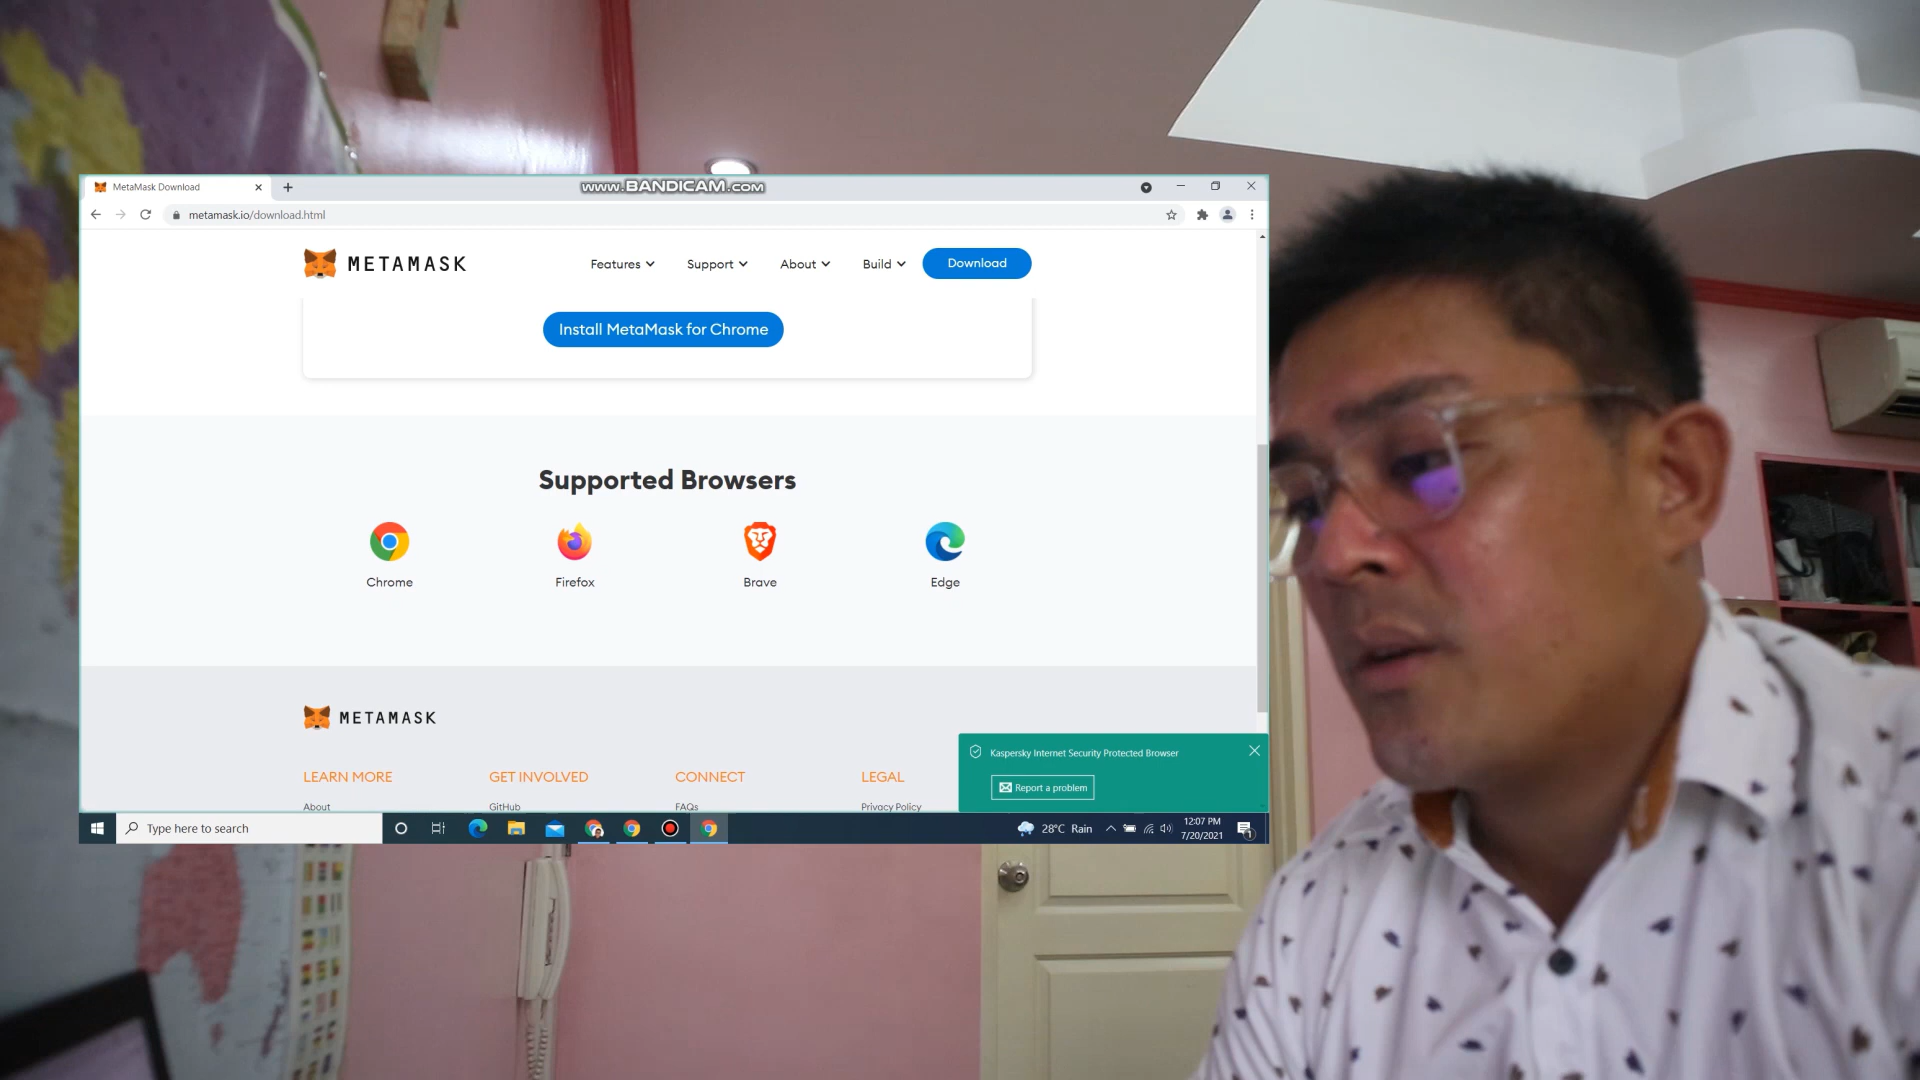 MetaMask Download
www.BANDICAM.com
metamask.io/download.html
METAMASK
Features
Support
About
Build
Download
Install MetaMask for Chrome
Supported Browsers
Chrome
Firefox
Brave
Edge
METAMASK
LEARN MORE
GET INVOLVED
CONNECT
LEGAL
About
GitHub
FAQs
Privacy Policy
Kaspersky Internet Security Protected Browser
Report a problem
Type here to search
28°C Rain
12:07 PM
7/20/2021
1